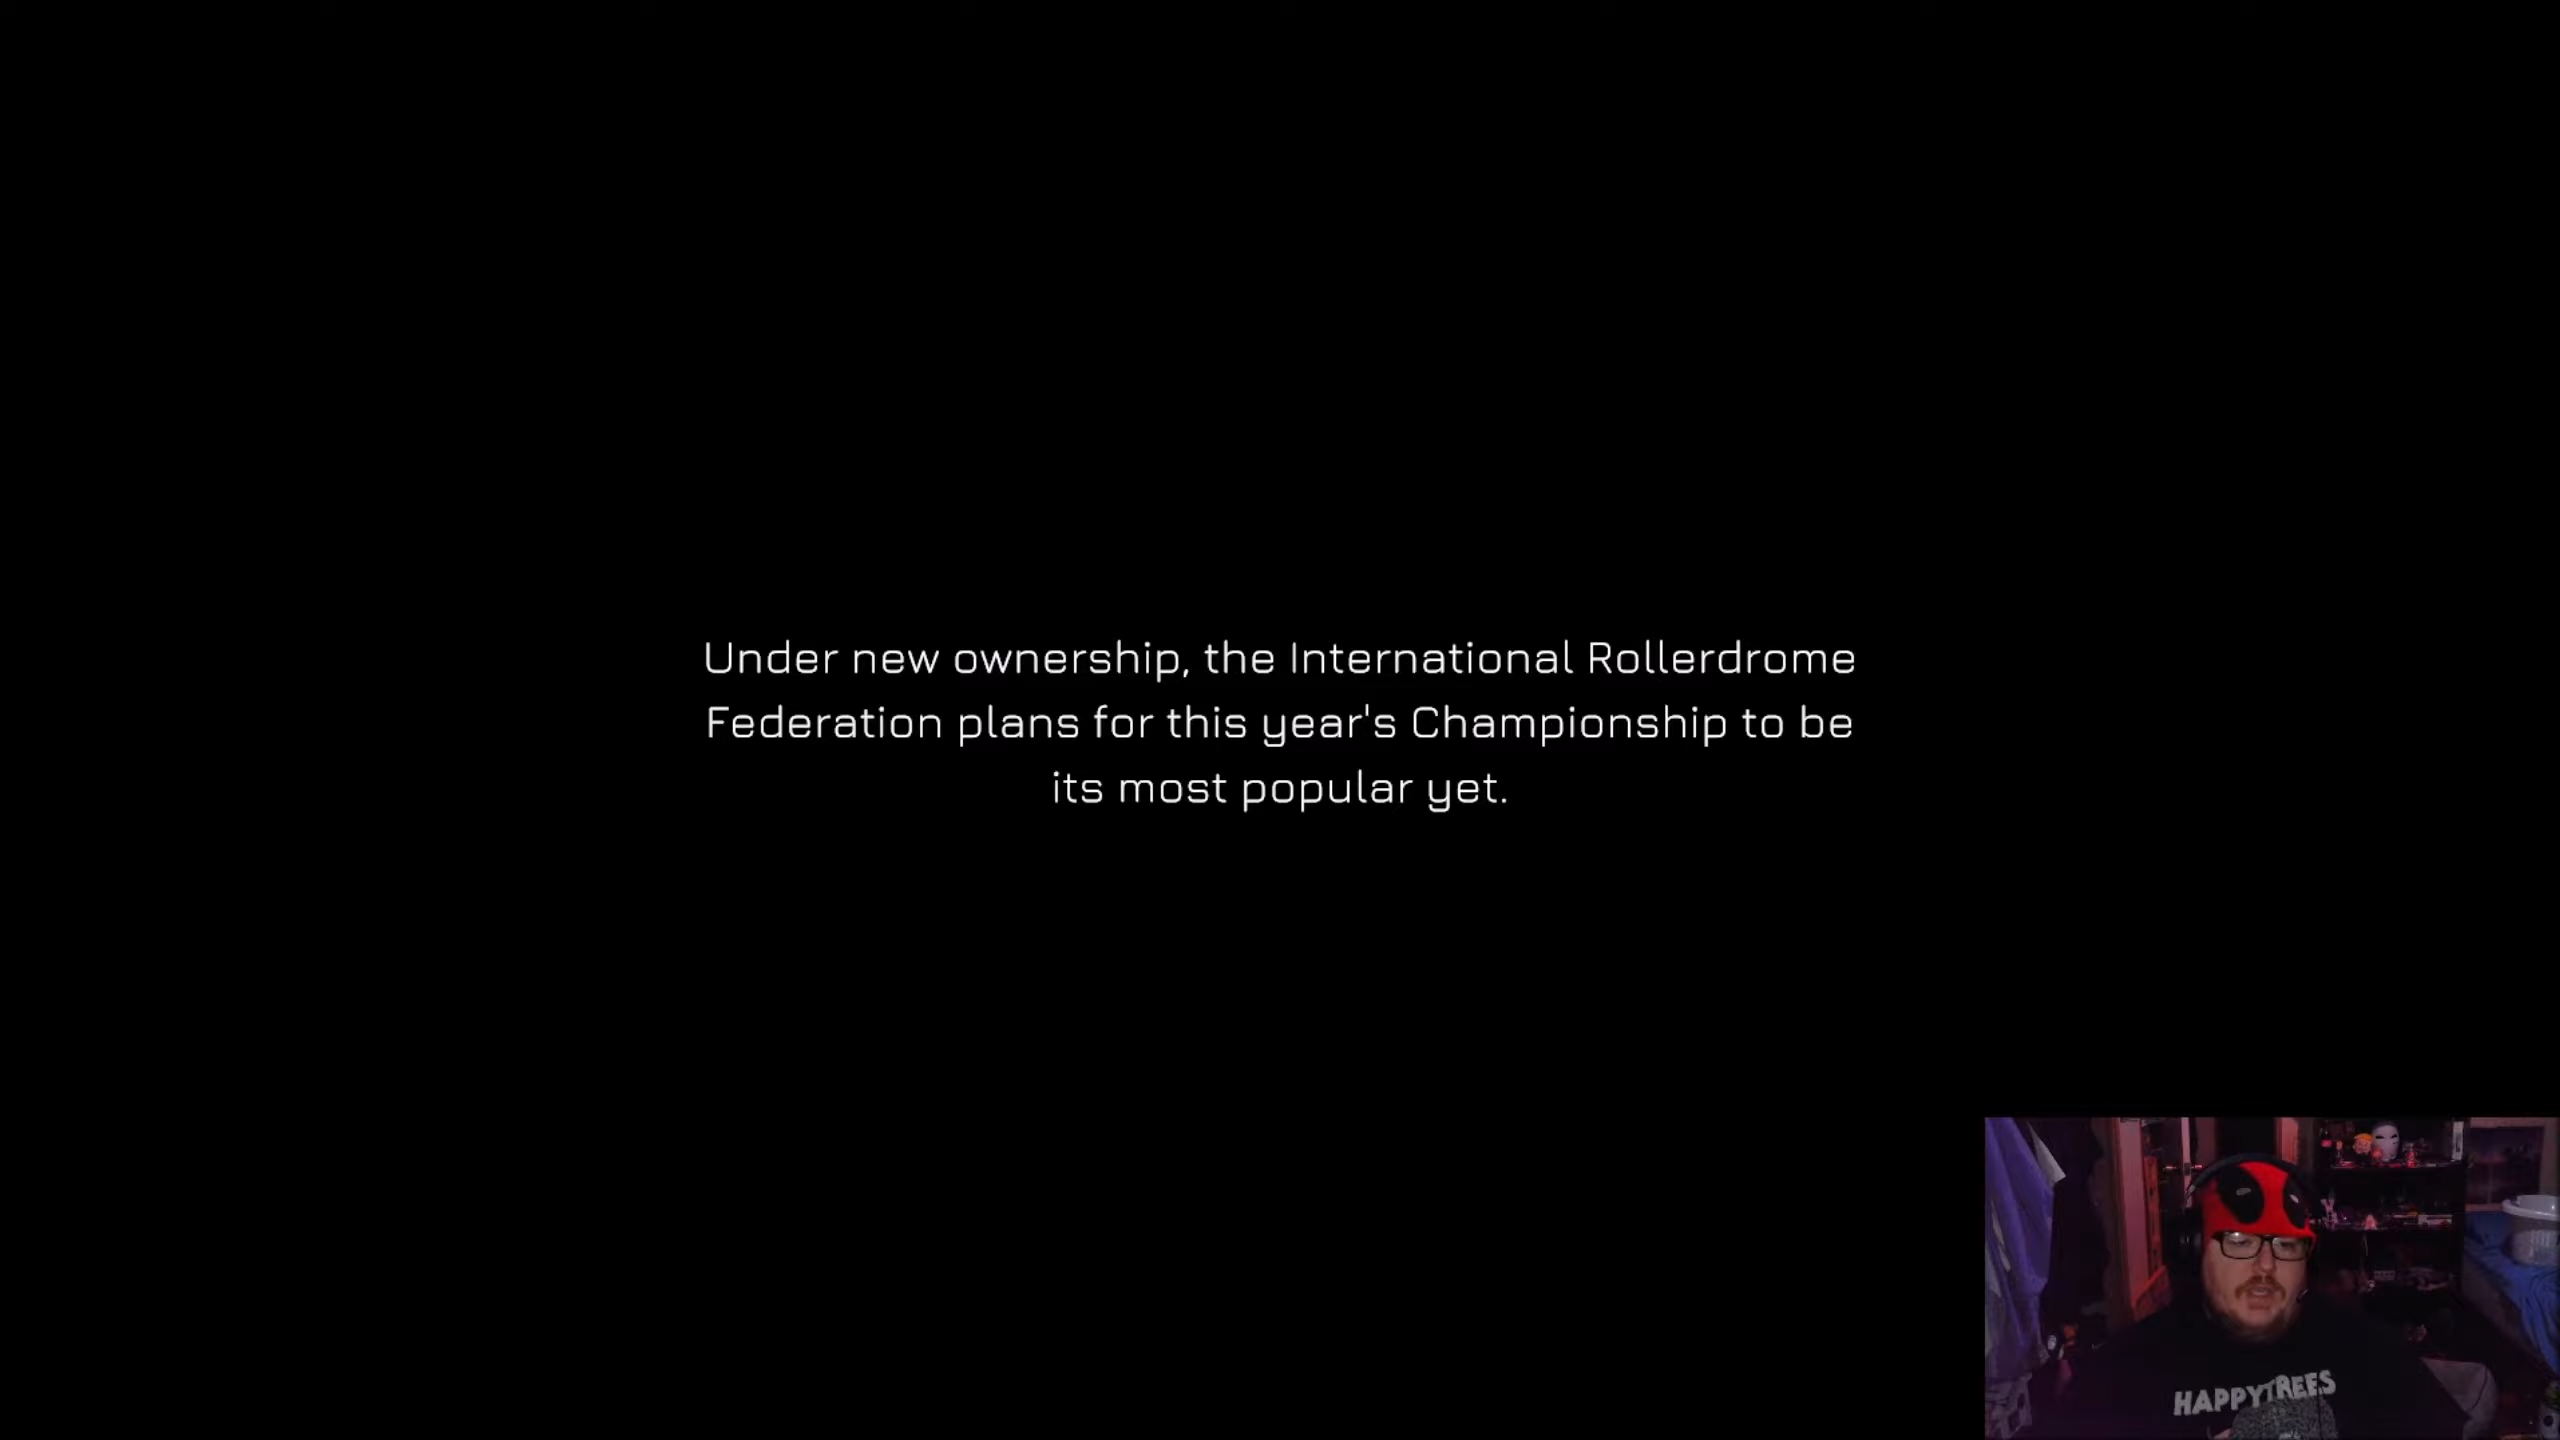 Under new ownership, the International Rollerdrome
Federation plans for this year's Championship to be
its most popular yet.
HAPPYTREES